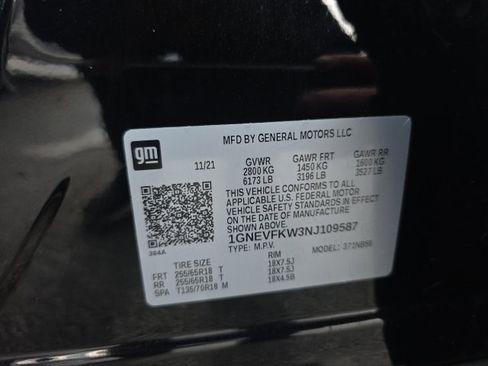 gm
MFD BY GENERAL MOTORS LLC
11/21 GVWR GAWR FRT GAWR RR
2800 KG 1450 KG 1600 KG
6173 LB 3196 LB 3527 LB
THIS VEHICLE CONFORMS TO ALL
APPLICABLE U.S. FEDERAL MOTOR
VEHICLE SAFETY STANDARDS IN
EFFECT ON THE DATE OF
MANUFACTURE SHOWN ABOVE.
1GNEVFKW3NJ109587
TYPE: M.P.V. MODEL:
TIRE SIZE RIM
FRT 255/65R18 T 18X7.5J
RR 255/65R18 T 18X7.5J
SPA T135/70R18 M 18X4.5B